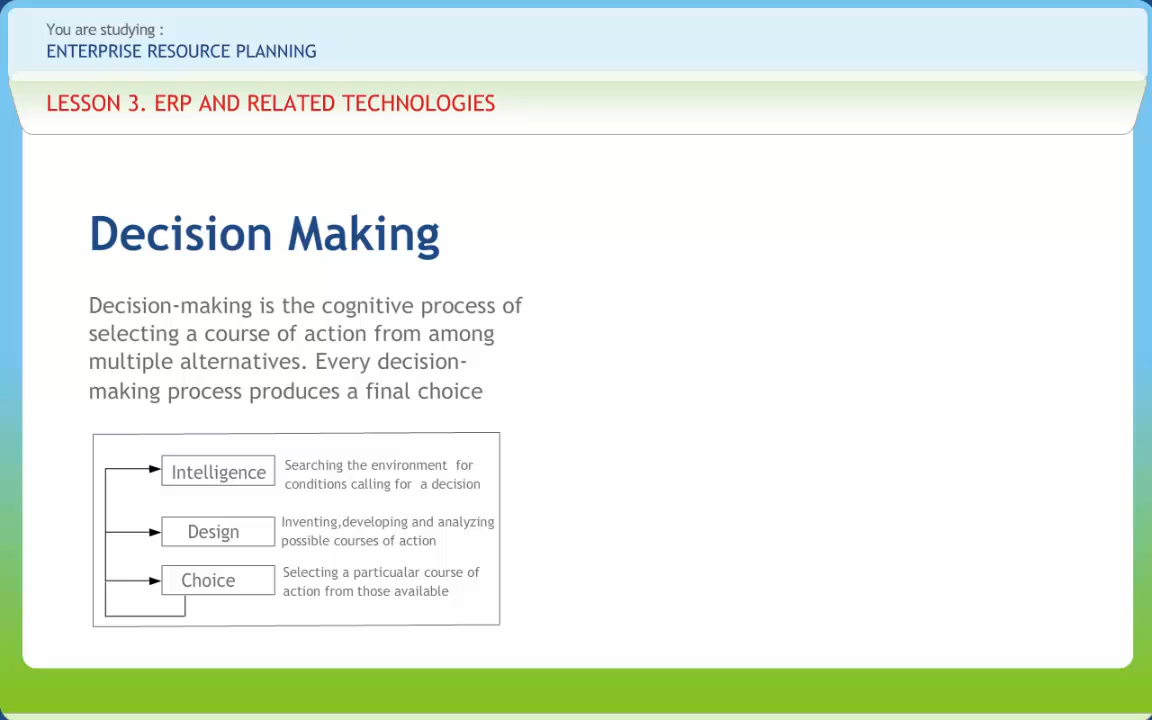 You are studying :
ENTERPRISE RESOURCE PLANNING
LESSON 3. ERP AND RELATED TECHNOLOGIES
Decision Making
Decision-making is the cognitive process of
selecting a course of action from among
multiple alternatives. Every decision-
making process produces a final choice
Intelligence
Searching the environment for
conditions calling for a decision
Design
Inventing,developing and analyzing
possible courses of action
Choice
Selecting a particualar course of
action from those available